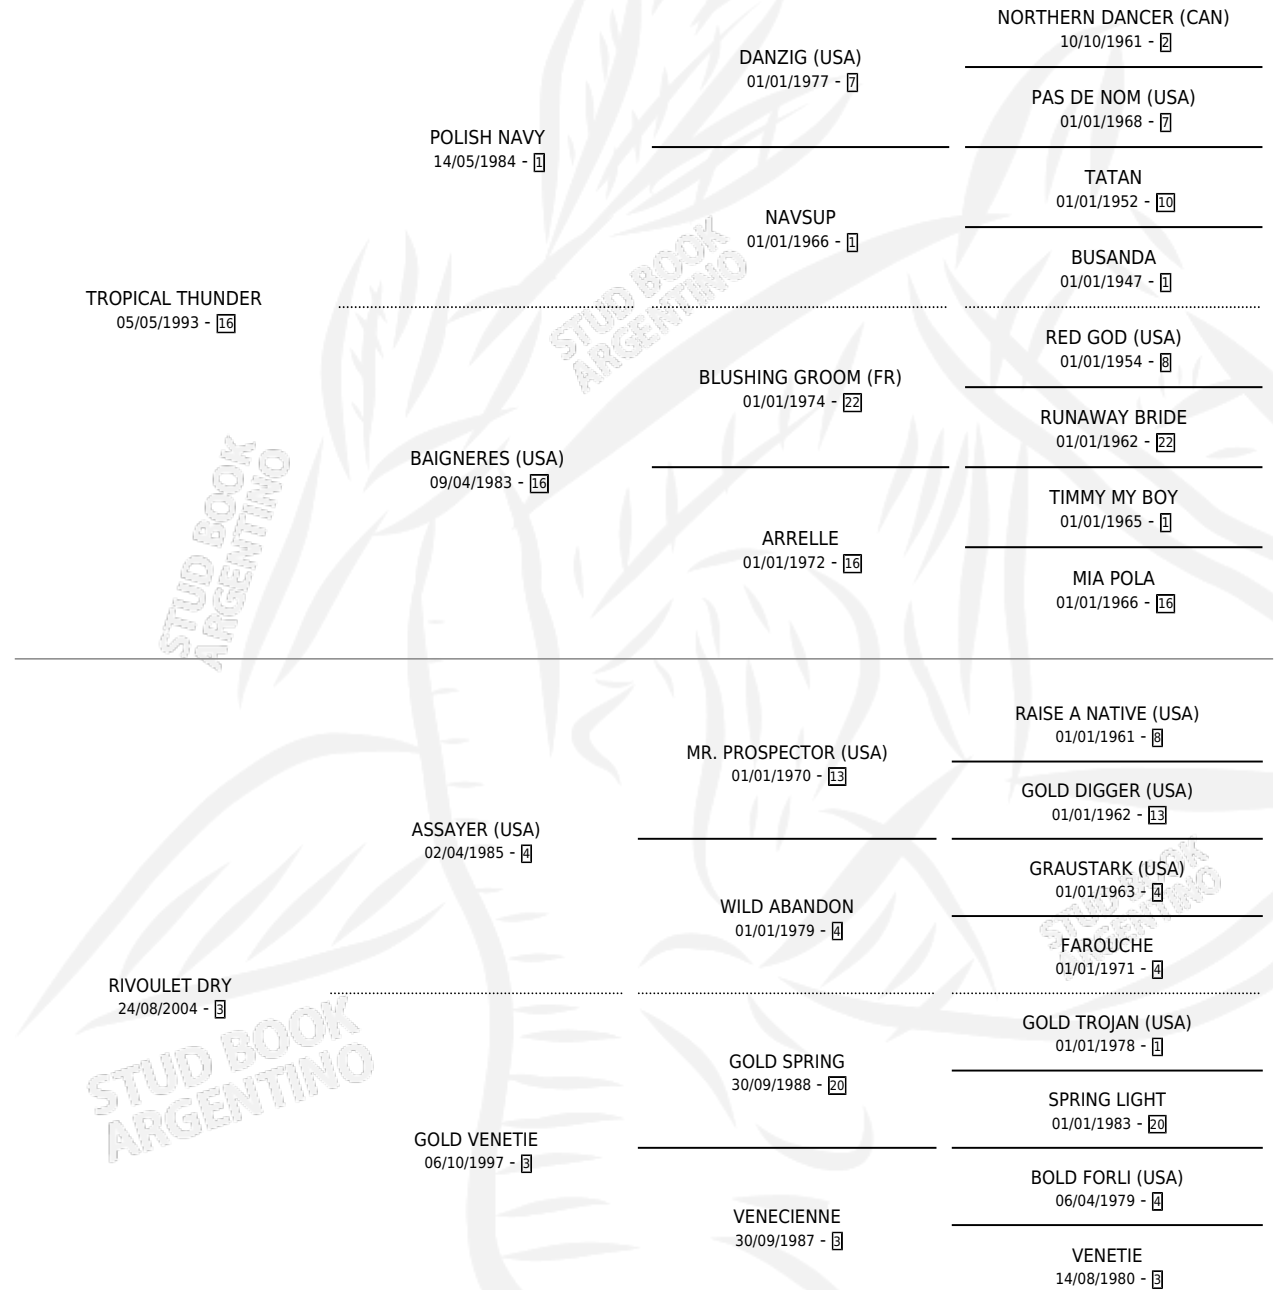 NORTHERN DANCER (CAN)
10/10/1961 - 2
DANZIG (USA)
01/01/1977 - 7
PAS DE NOM (USA)
01/01/1968 - 7
POLISH NAVY
14/05/1984 - 1
TATAN
01/01/1952 - 10
NAVSUP
01/01/1966 - 1
BUSANDA
01/01/1947 - 1
TROPICAL THUNDER
05/05/1993 - 16
RED GOD (USA)
01/01/1954 - 8
BLUSHING GROOM (FR)
01/01/1974 - 22
RUNAWAY BRIDE
01/01/1962 - 22
BAIGNERES (USA)
09/04/1983 - 16
TIMMY MY BOY
01/01/1965 - 1
ARRELLE
01/01/1972 - 16
MIA POLA
01/01/1966 - 16
RAISE A NATIVE (USA)
01/01/1961 - 8
MR. PROSPECTOR (USA)
01/01/1970 - 13
GOLD DIGGER (USA)
01/01/1962 - 13
ASSAYER (USA)
02/04/1985 - 4
GRAUSTARK (USA)
01/01/1963 - 4
WILD ABANDON
01/01/1979 - 4
FAROUCHE
01/01/1971 - 4
RIVOULET DRY
24/08/2004 - 3
GOLD TROJAN (USA)
01/01/1978 - 1
GOLD SPRING
30/09/1988 - 20
SPRING LIGHT
01/01/1983 - 20
GOLD VENETIE
06/10/1997 - 3
BOLD FORLI (USA)
06/04/1979 - 4
VENECIENNE
30/09/1987 - 3
VENETIE
14/08/1980 - 3
STUD BOOK
ARGENTINO
STUD BOOK
ARGENTINO
STUD BOOK
ARGENTINO
STUD BOOK
ARGENTINO